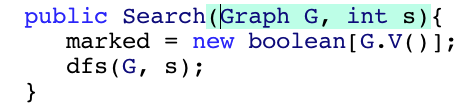 public Search(Graph G, int s){
marked = new boolean[G.V()];
dfs(G, s);
}